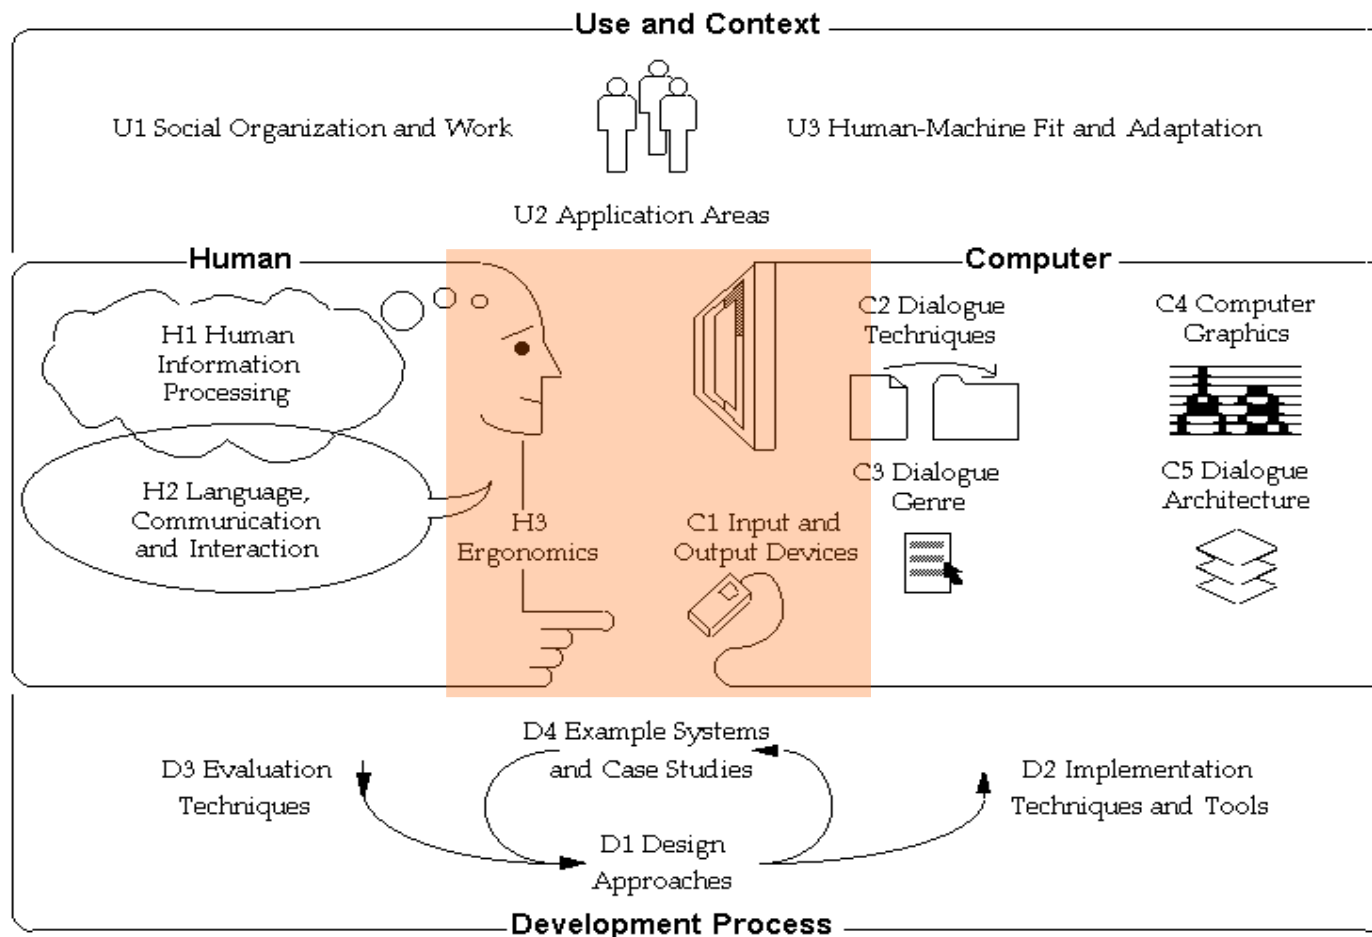 Use and Context
U1 Social Organization and Work
U3 Human-Machine Fit and Adaptation
U2 Application Areas
Human
H1 Human
Information
Processing
H2 Language,
Communication
and Interaction
H3
Ergonomics
Computer
C1 Input and
Output Devices
C2 Dialogue
Techniques
C3 Dialogue
Genre
C4 Computer
Graphics
C5 Dialogue
Architecture
D3 Evaluation
Techniques
D4 Example Systems
and Case Studies
D1 Design
Approaches
D2 Implementation
Techniques and Tools
Development Process